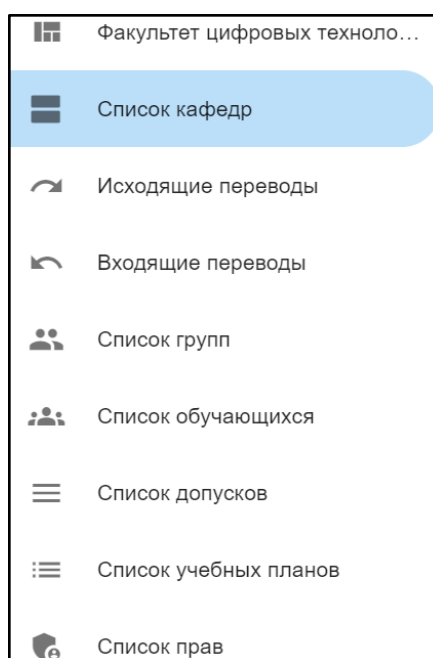 Факультет цифровых техноло...
Список кафедр
Исходящие переводы
Входящие переводы
Список групп
Список обучающихся
Список допусков
Список учебных планов
Список прав